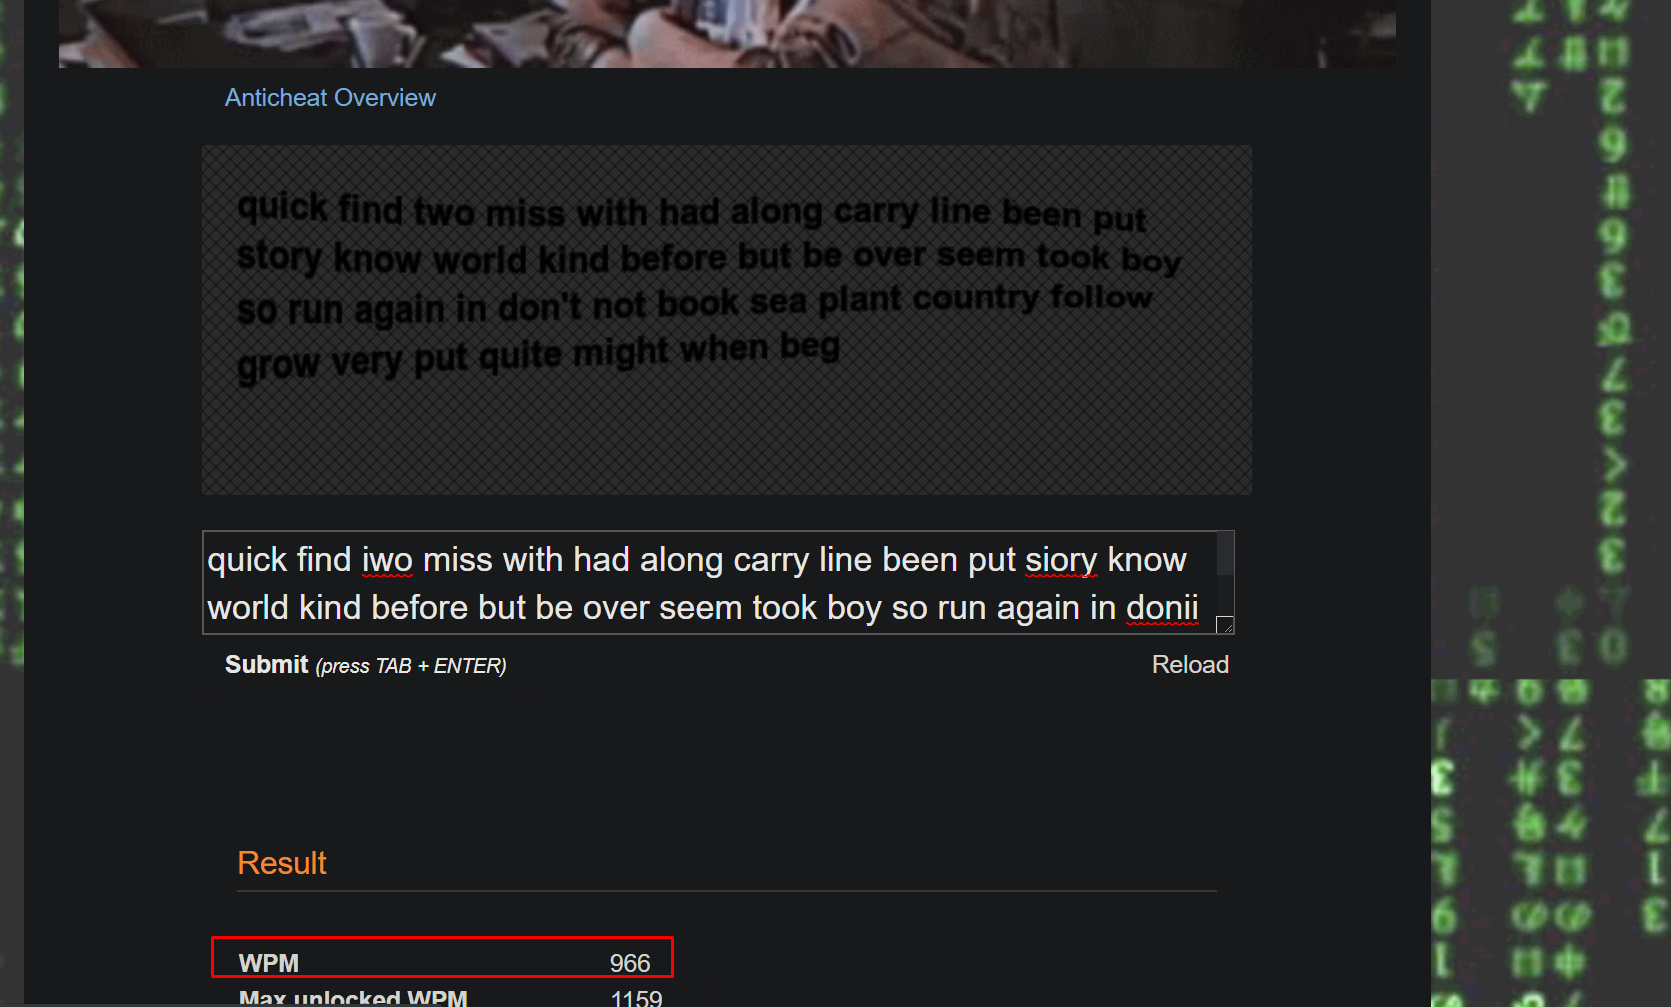 Anticheat Overview
quick find two miss with had along carry line been put
story know world kind before but be over seem took boy
so run again in don't not book sea plant country follow
grow very put quite might when beg
quick find iwo miss with had along carry line been put siory know
world kind before but be over seem took boy so run again in donii
Submit (press TAB + ENTER) Reload
Result
WPM 966
Max unlocked WPM 1159